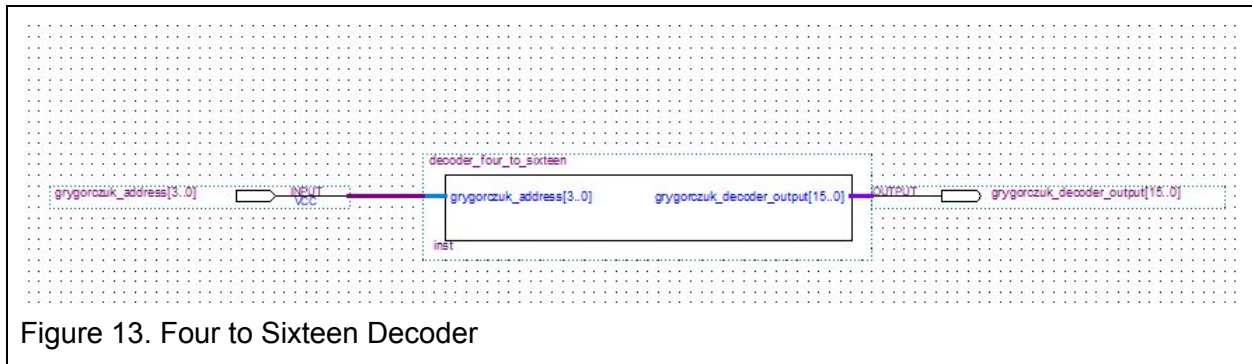 decoder_four_to_sixteen
grygorczuk_address[3..0] INPUT VCC grygorczuk_address[3..0] grygorczuk_decoder_output[15..0] OUTPUT grygorczuk_decoder_output[15..0]
inst
Figure 13. Four to Sixteen Decoder